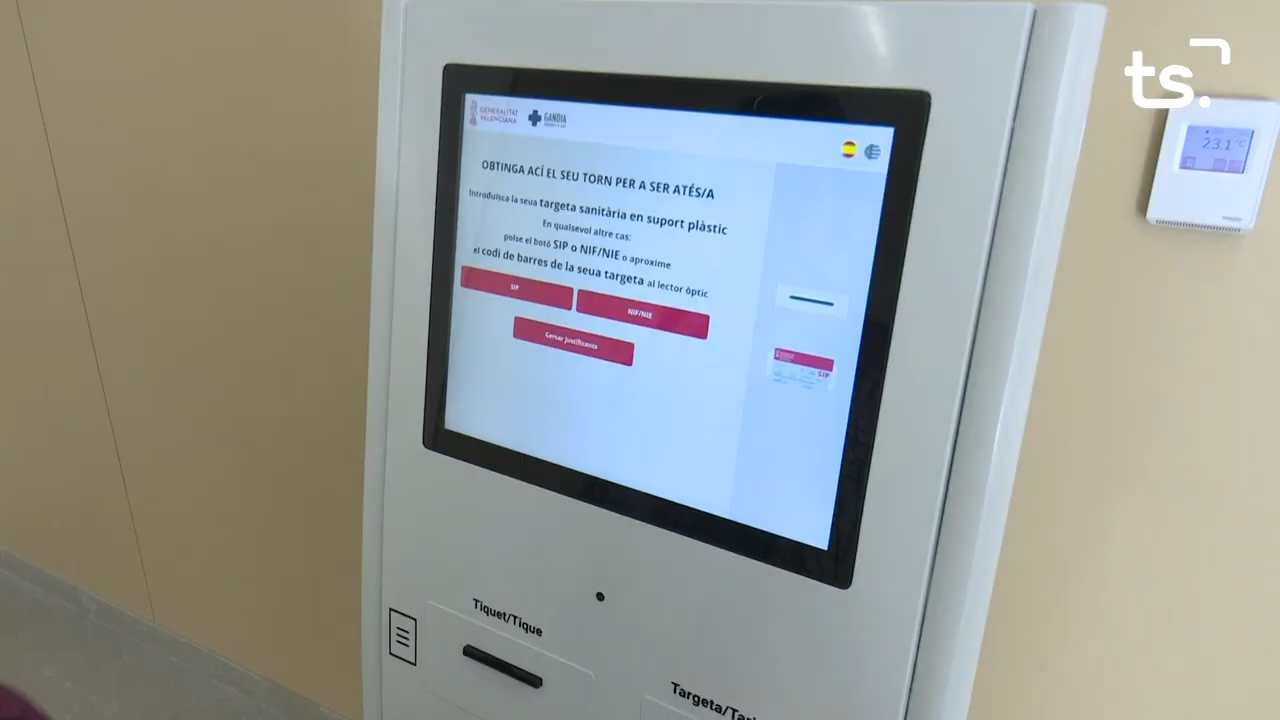 ts.
GENERALITAT
VALENCIANA
GANDIA
23.1 °C
OBTINGA ACÍ EL SEU TORN PER A SER ATÉS/A
Introduïsca la seua targeta sanitària en suport plàstic
En qualsevol altre cas:
polse el botó SIP o NIF/NIE o aproxime
el codi de barres de la seua targeta al lector òptic
SIP
NIF/NIE
Cercar justificants
SIP
Tiquet/Tique
Targeta/Tar